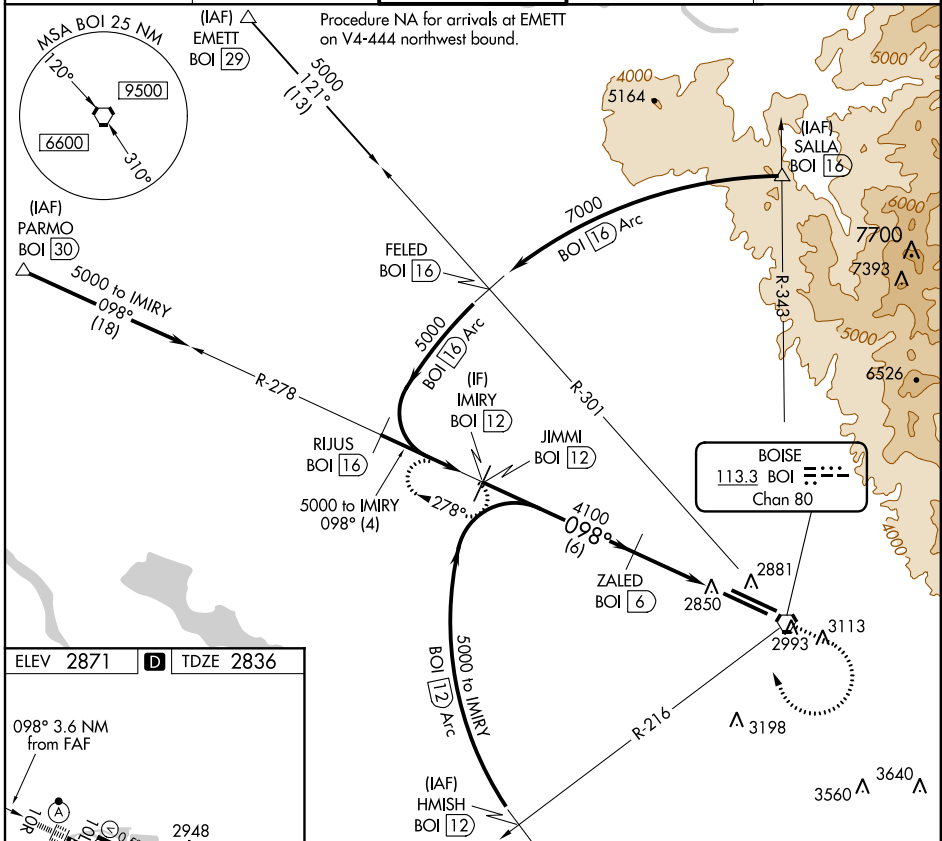 MSA BOI 25 NM
120°
9500
6600
310°
(IAF)
EMETT
BOI 29
Procedure NA for arrivals at EMETT
on V4-444 northwest bound.
5000
121°
(13)
4000
5164
5000
(IAF)
SALLA
BOI 16
6000
7700
7393
5000
6526
4000
7000
BOI 16 Arc
R-343
(IAF)
PARMO
BOI 30
5000 to IMIRY
098°
(18)
FELED
BOI 16
5000
BOI 16 Arc
R-278
R-301
(IF)
IMIRY
BOI 12
JIMMI
BOI 12
RIJUS
BOI 16
5000 to IMIRY
098° (4)
278°
4100
098°
(6)
ZALED
BOI 6
BOISE
113.3 BOI
Chan 80
2881
2850
2993
3113
3198
3560
3640
5000 to IMIRY
BOI 12 Arc
R-216
(IAF)
HMISH
BOI 12
ELEV 2871
D
TDZE 2836
098° 3.6 NM
from FAF
A
10R
10L
V
2948